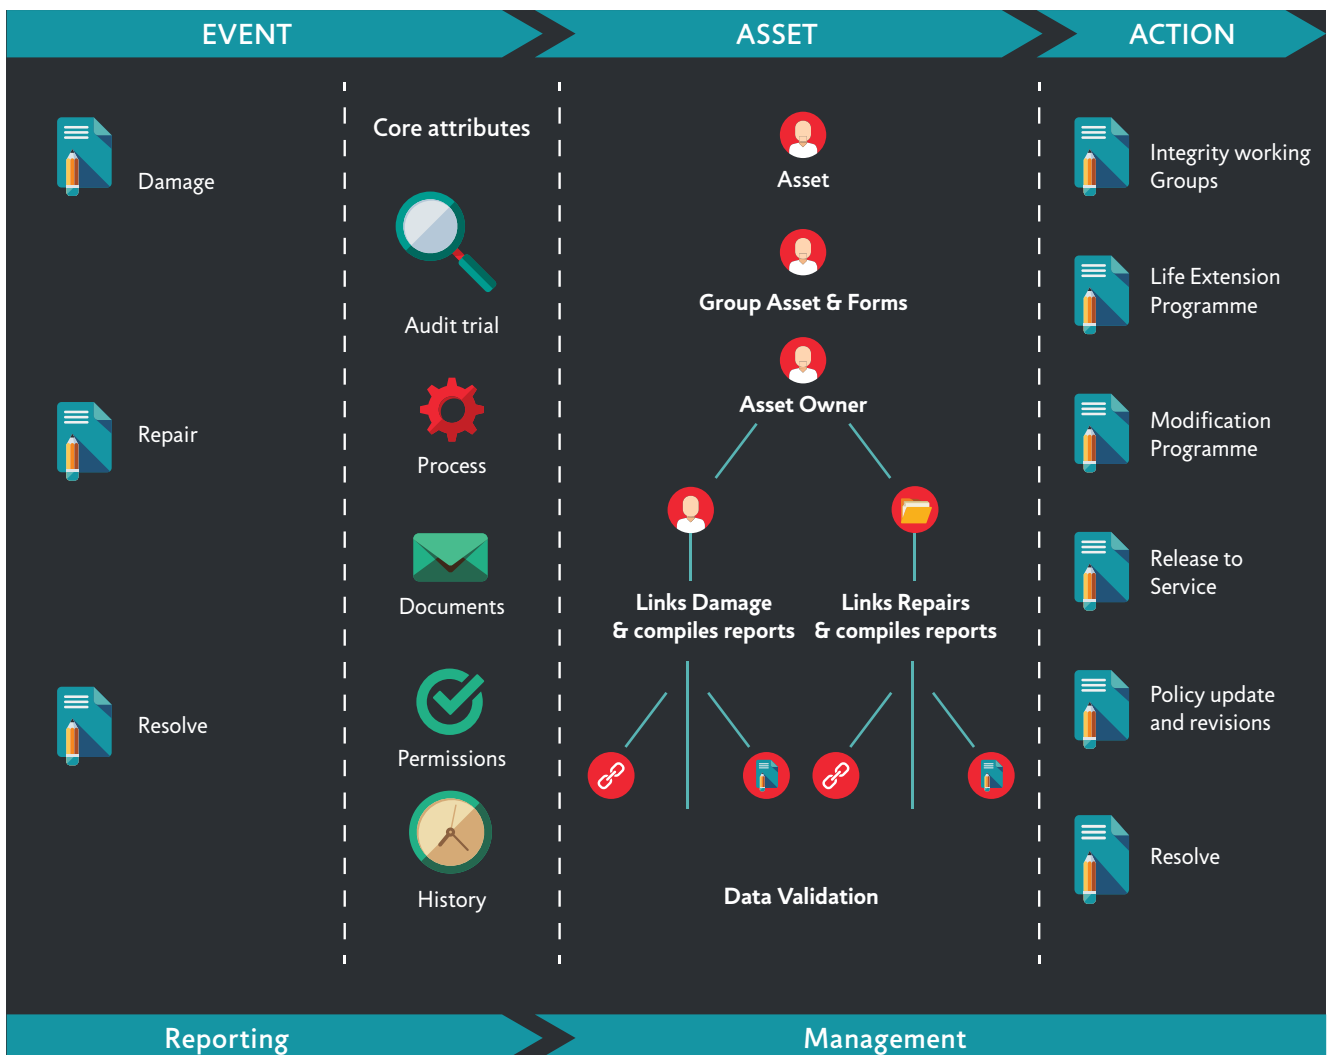 EVENT
ASSET
ACTION
Damage
Repair
Resolve
Core attributes
Audit trial
Process
Documents
Permissions
History
Asset
Group Asset & Forms
Asset Owner
Links Damage
& compiles reports
Links Repairs
& compiles reports
Data Validation
Integrity working
Groups
Life Extension
Programme
Modification
Programme
Release to
Service
Policy update
and revisions
Resolve
Reporting
Management